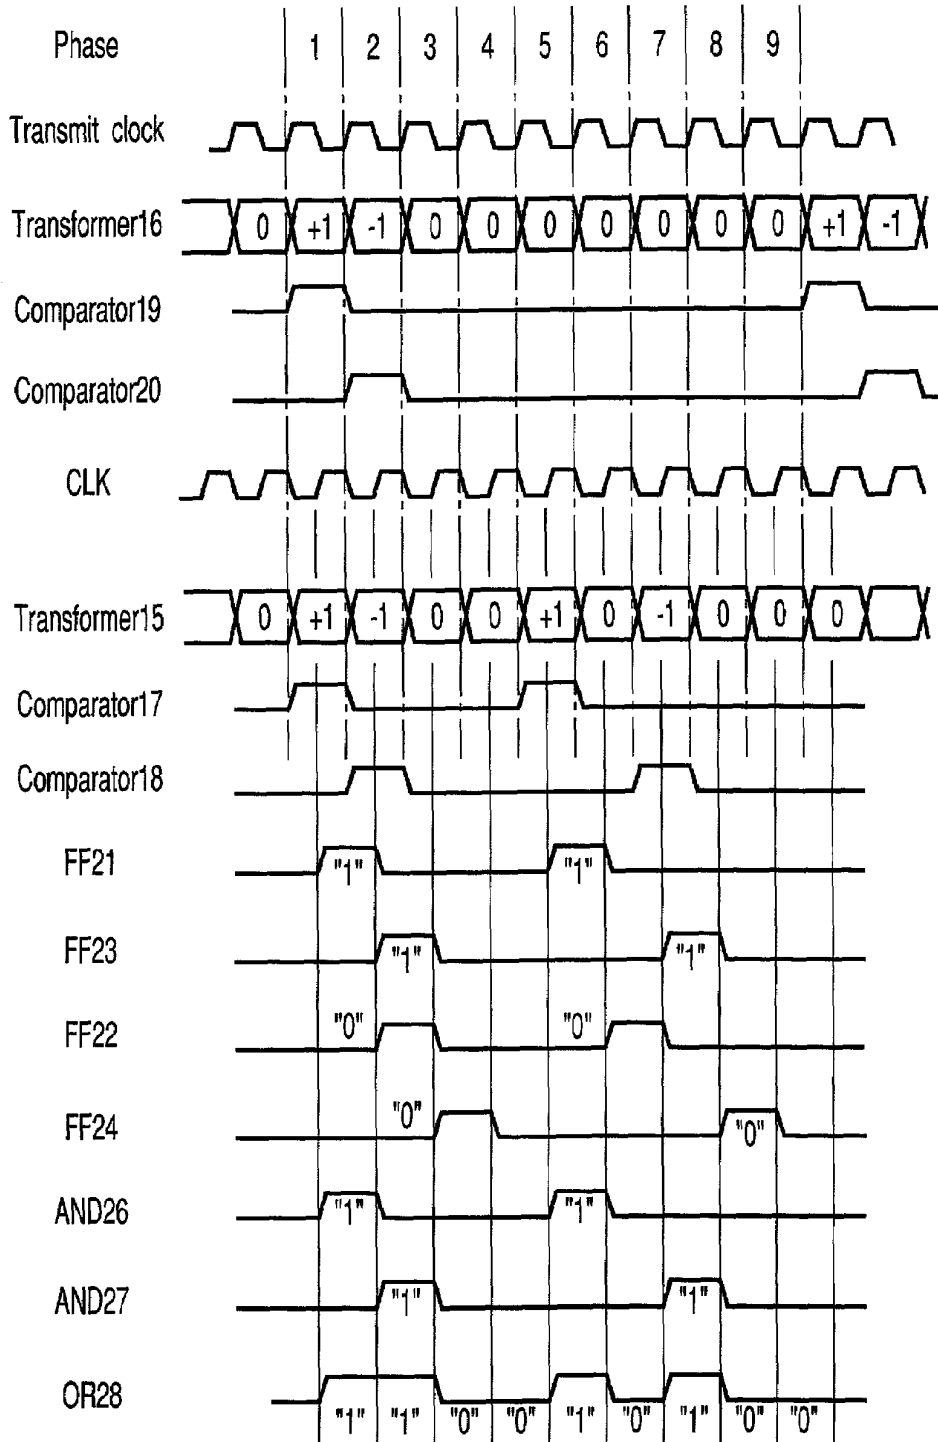 Phase 1 2 3 4 5 6 7 8 9
Transmit clock
Transformer16 0 +1 -1 0 0 0 0 0 0 0 +1 -1
Comparator19
Comparator20
CLK
Transformer15 0 +1 -1 0 0 +1 0 -1 0 0 0
Comparator17
Comparator18
FF21 "1" "1"
FF23 "1" "1"
FF22 "0" "0"
FF24 "0" "0"
AND26 "1" "1"
AND27 "1" "1"
OR28 "1" "1" "0" "0" "1" "0" "1" "0" "0"